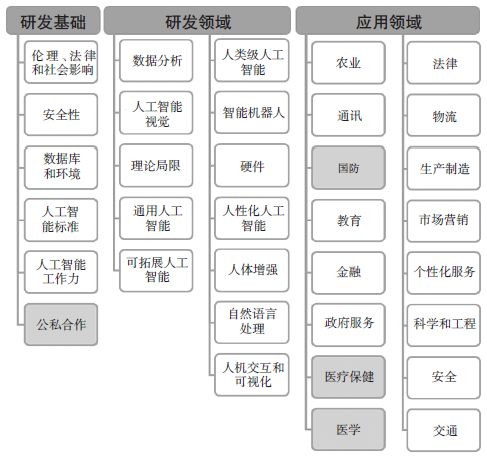 研发基础
伦理、法律
和社会影响
安全性
数据库
和环境
人工智
能标准
人工智能
工作力
公私合作
研发领域
数据分析
人工智能
视觉
理论局限
通用人工
智能
可拓展人工
智能
人类级人工
智能
智能机器人
硬件
人性化人工
智能
人体增强
自然语言
处理
人机交互和
可视化
应用领域
农业
通讯
国防
教育
金融
政府服务
医疗保健
医学
法律
物流
生产制造
市场营销
个性化服务
科学和工程
安全
交通